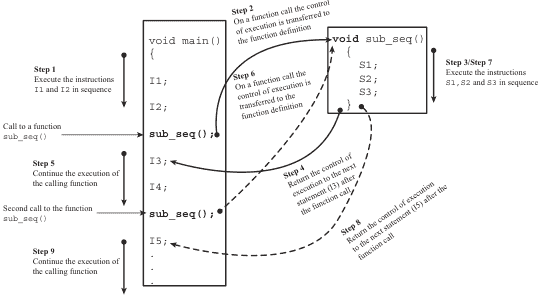 Step 1
Execute the instructions
I1 and I2 in sequence
Call to a function
sub_seq()
Step 5
Continue the execution of
the calling function
Second call to the function
sub_seq()
Step 9
Continue the execution of
the calling function
void main()
{
I1;
I2;
sub_seq();
I3;
I4;
sub_seq();
I5;
.
.
.
Step 2
On a function call the control
of execution is transferred to
the function definition
Step 6
On a function call the
control of execution is
transferred to the
function definition
void sub_seq()
{
S1;
S2;
S3;
}
Step 3/Step 7
Execute the instructions
S1,S2 and S3 in sequence
Step 4
Return the control of
execution to the next
statement (I3) after
the function call
Step 8
Return the control of execution
to the next statement (I5) after the
function call